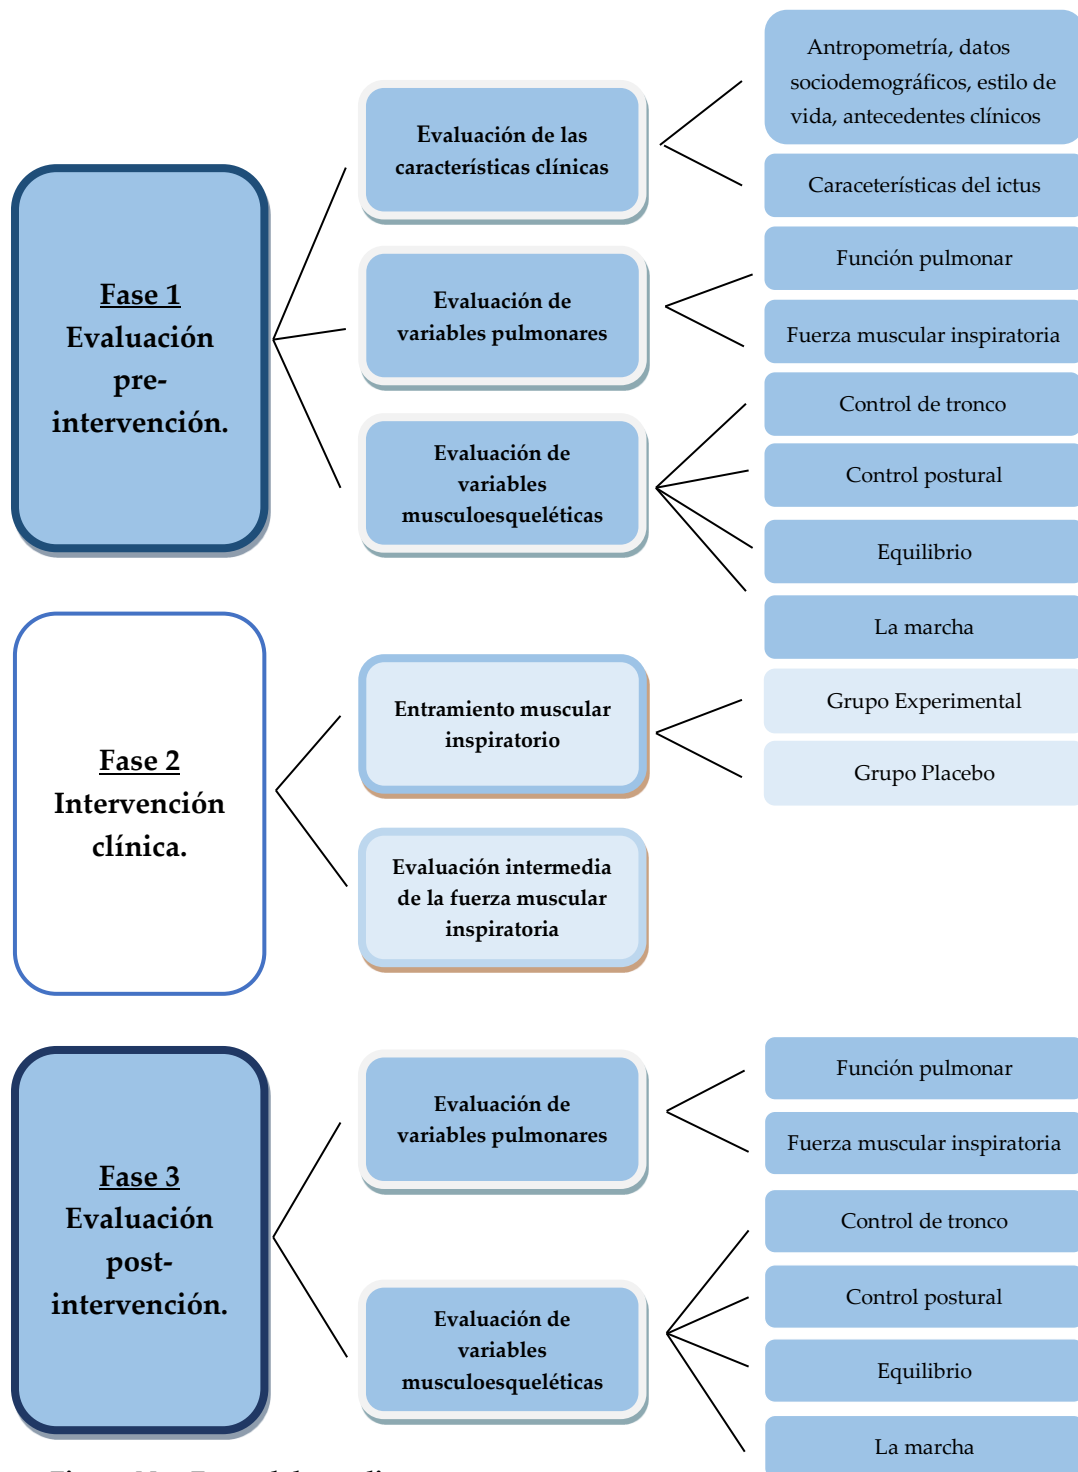 Fase 1
Evaluación
pre-
intervención.
Evaluación de las
características clínicas
Antropometría, datos
sociodemográficos, estilo de
vida, antecedentes clínicos
Caraceterísticas del ictus
Evaluación de
variables pulmonares
Función pulmonar
Fuerza muscular inspiratoria
Evaluación de
variables
musculoesqueléticas
Control de tronco
Control postural
Equilibrio
La marcha
Fase 2
Intervención
clínica.
Entramiento muscular
inspiratorio
Grupo Experimental
Grupo Placebo
Evaluación intermedia
de la fuerza muscular
inspiratoria
Fase 3
Evaluación
post-
intervención.
Evaluación de
variables pulmonares
Función pulmonar
Fuerza muscular inspiratoria
Evaluación de
variables
musculoesqueléticas
Control de tronco
Control postural
Equilibrio
La marcha